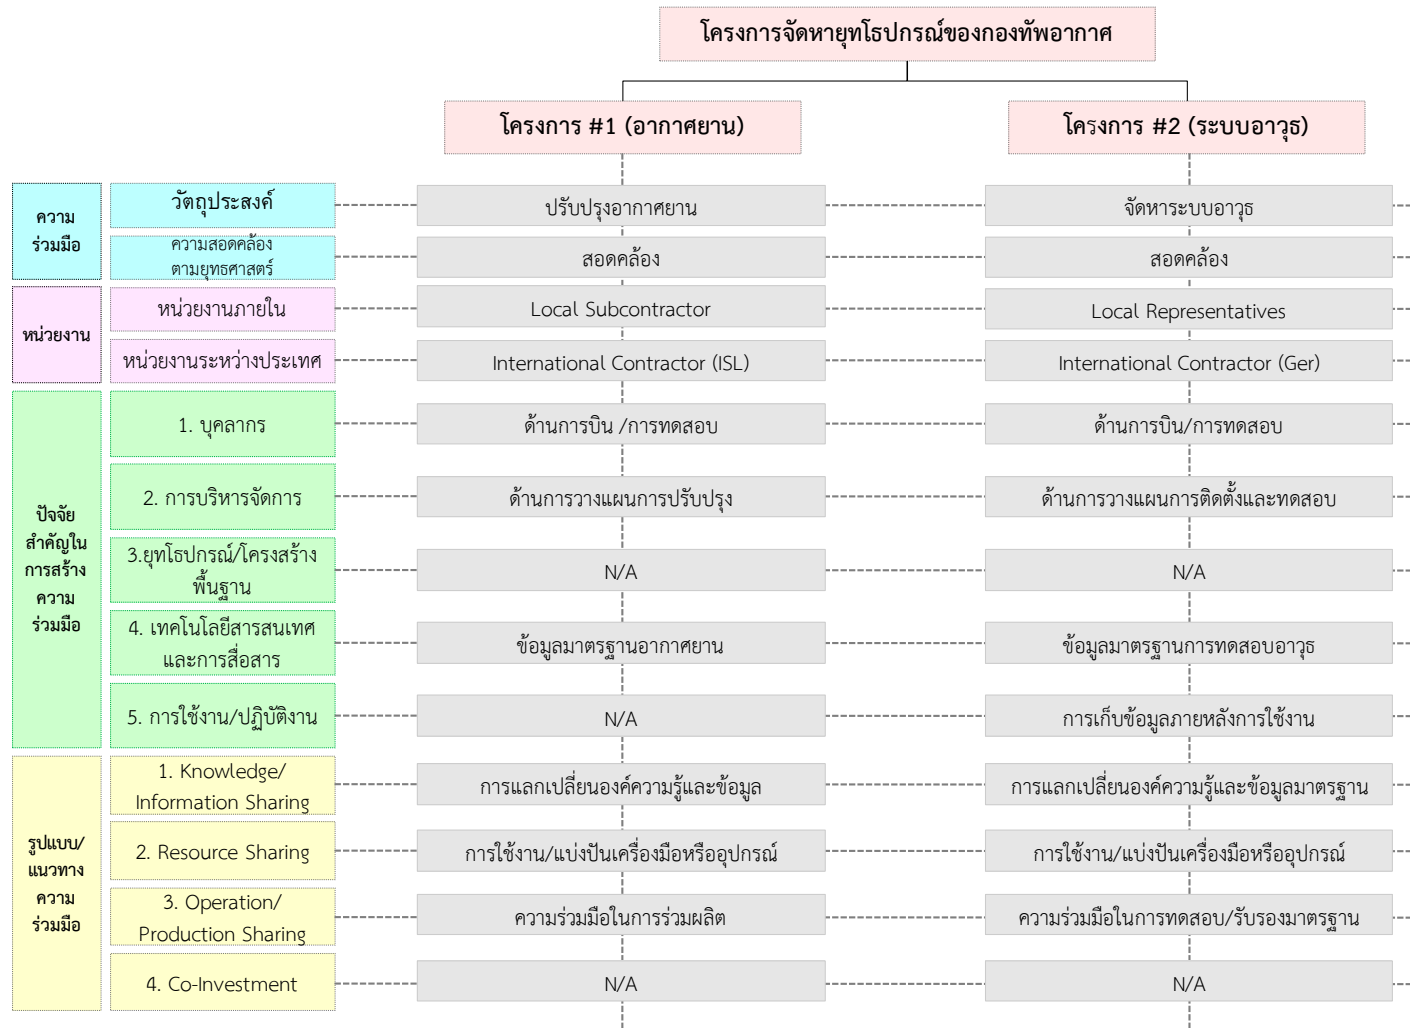 โครงการจัดหายุทโธปกรณ์ของกองทัพอากาศ
โครงการ #1 (อากาศยาน)
โครงการ #2 (ระบบอาวุธ)
ความ
ร่วมมือ
วัตถุประสงค์
ปรับปรุงอากาศยาน
จัดหาระบบอาวุธ
ความสอดคล้อง
ตามยุทธศาสตร์
สอดคล้อง
สอดคล้อง
หน่วยงาน
หน่วยงานภายใน
Local Subcontractor
Local Representatives
หน่วยงานระหว่างประเทศ
International Contractor (ISL)
International Contractor (Ger)
ปัจจัย
สำคัญใน
การสร้าง
ความ
ร่วมมือ
1. บุคลากร
ด้านการบิน /การทดสอบ
ด้านการบิน/การทดสอบ
2. การบริหารจัดการ
ด้านการวางแผนการปรับปรุง
ด้านการวางแผนการติดตั้งและทดสอบ
3.ยุทโธปกรณ์/โครงสร้าง
พื้นฐาน
N/A
N/A
4. เทคโนโลยีสารสนเทศ
และการสื่อสาร
ข้อมูลมาตรฐานอากาศยาน
ข้อมูลมาตรฐานการทดสอบอาวุธ
5. การใช้งาน/ปฏิบัติงาน
N/A
การเก็บข้อมูลภายหลังการใช้งาน
รูปแบบ/
แนวทาง
ความ
ร่วมมือ
1. Knowledge/
Information Sharing
การแลกเปลี่ยนองค์ความรู้และข้อมูล
การแลกเปลี่ยนองค์ความรู้และข้อมูลมาตรฐาน
2. Resource Sharing
การใช้งาน/แบ่งปันเครื่องมือหรืออุปกรณ์
การใช้งาน/แบ่งปันเครื่องมือหรืออุปกรณ์
3. Operation/
Production Sharing
ความร่วมมือในการร่วมผลิต
ความร่วมมือในการทดสอบ/รับรองมาตรฐาน
4. Co-Investment
N/A
N/A